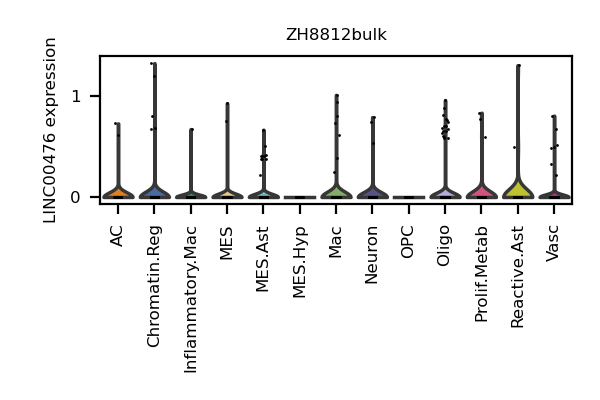 ZH8812bulk
LINC00476 expression
1
0
AC
Chromatin.Reg
Inflammatory.Mac
MES
MES.Ast
MES.Hyp
Mac
Neuron
OPC
Oligo
Prolif.Metab
Reactive.Ast
Vasc